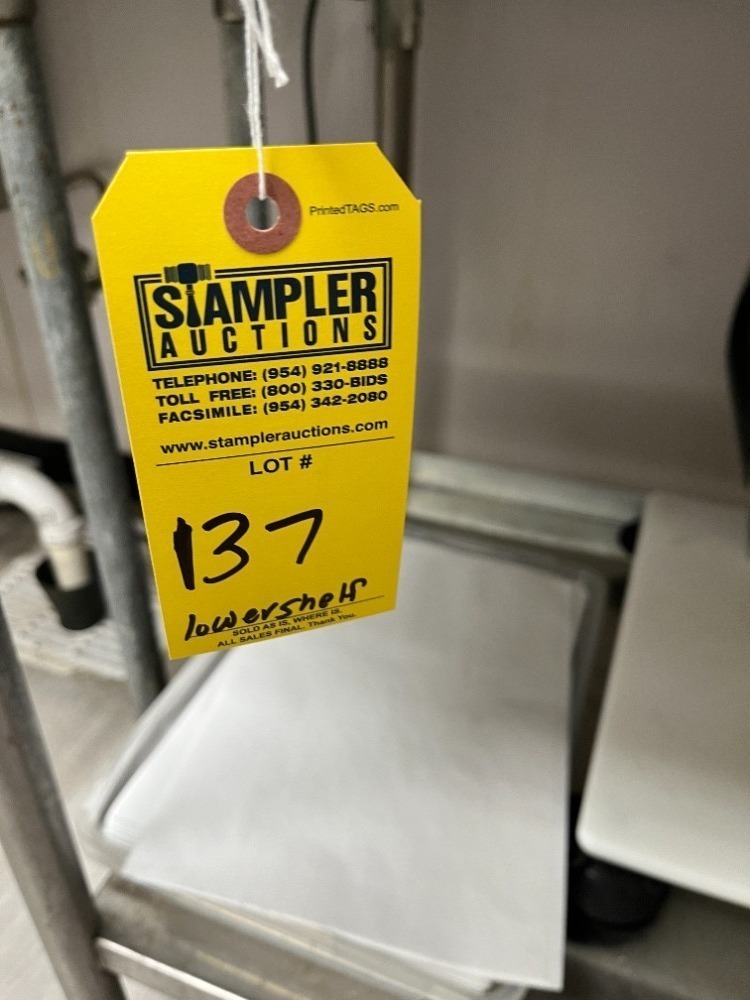 PrintedTAGS.com
STAMPLER
AUCTIONS
TELEPHONE: (954) 921-8888
TOLL FREE: (800) 330-BIDS
FACSIMILE: (954) 342-2080
www.stamplerauctions.com
LOT #
137
lowershelf
SOLD AS IS, WHERE IS.
ALL SALES FINAL. Thank You.